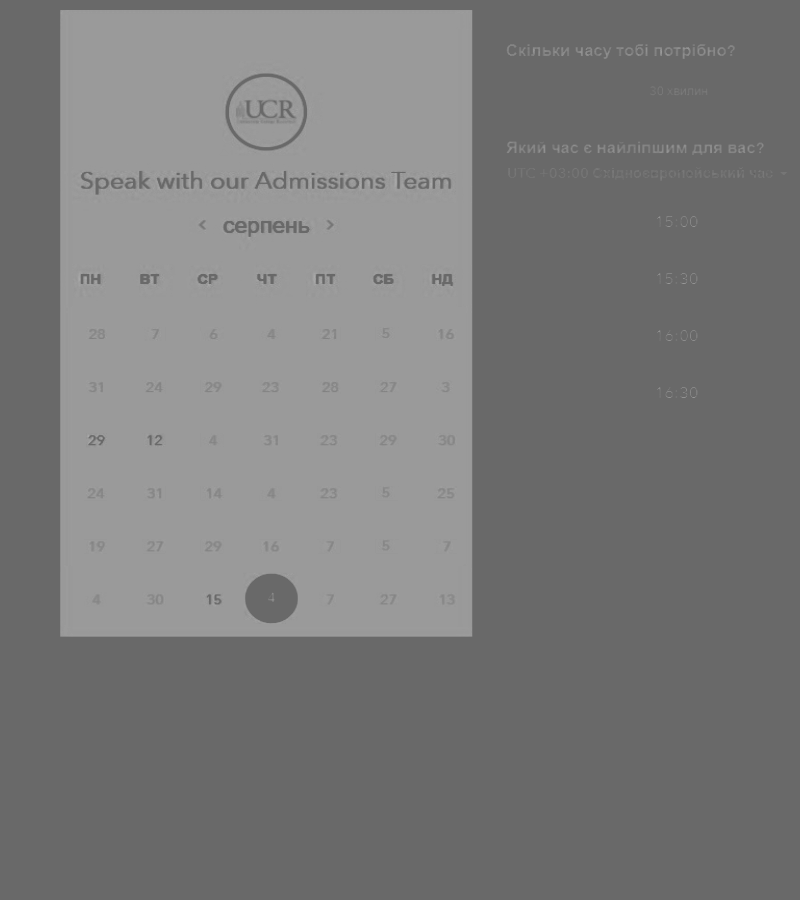 UCR
Speak with our Admissions Team
< серпень >
ПН ВТ СР ЧТ ПТ СБ НД
28 7 6 4 21 5 16
31 24 29 23 28 27 3
29 12 4 31 23 29 30
24 31 14 4 23 5 25
19 27 29 16 7 5 7
4 30 15 4 7 27 13
Скільки часу тобі потрібно?
30 хвилин
Який час є найліпшим для вас?
UTC +03:00 Східноєвропейський час
15:00
15:30
16:00
16:30